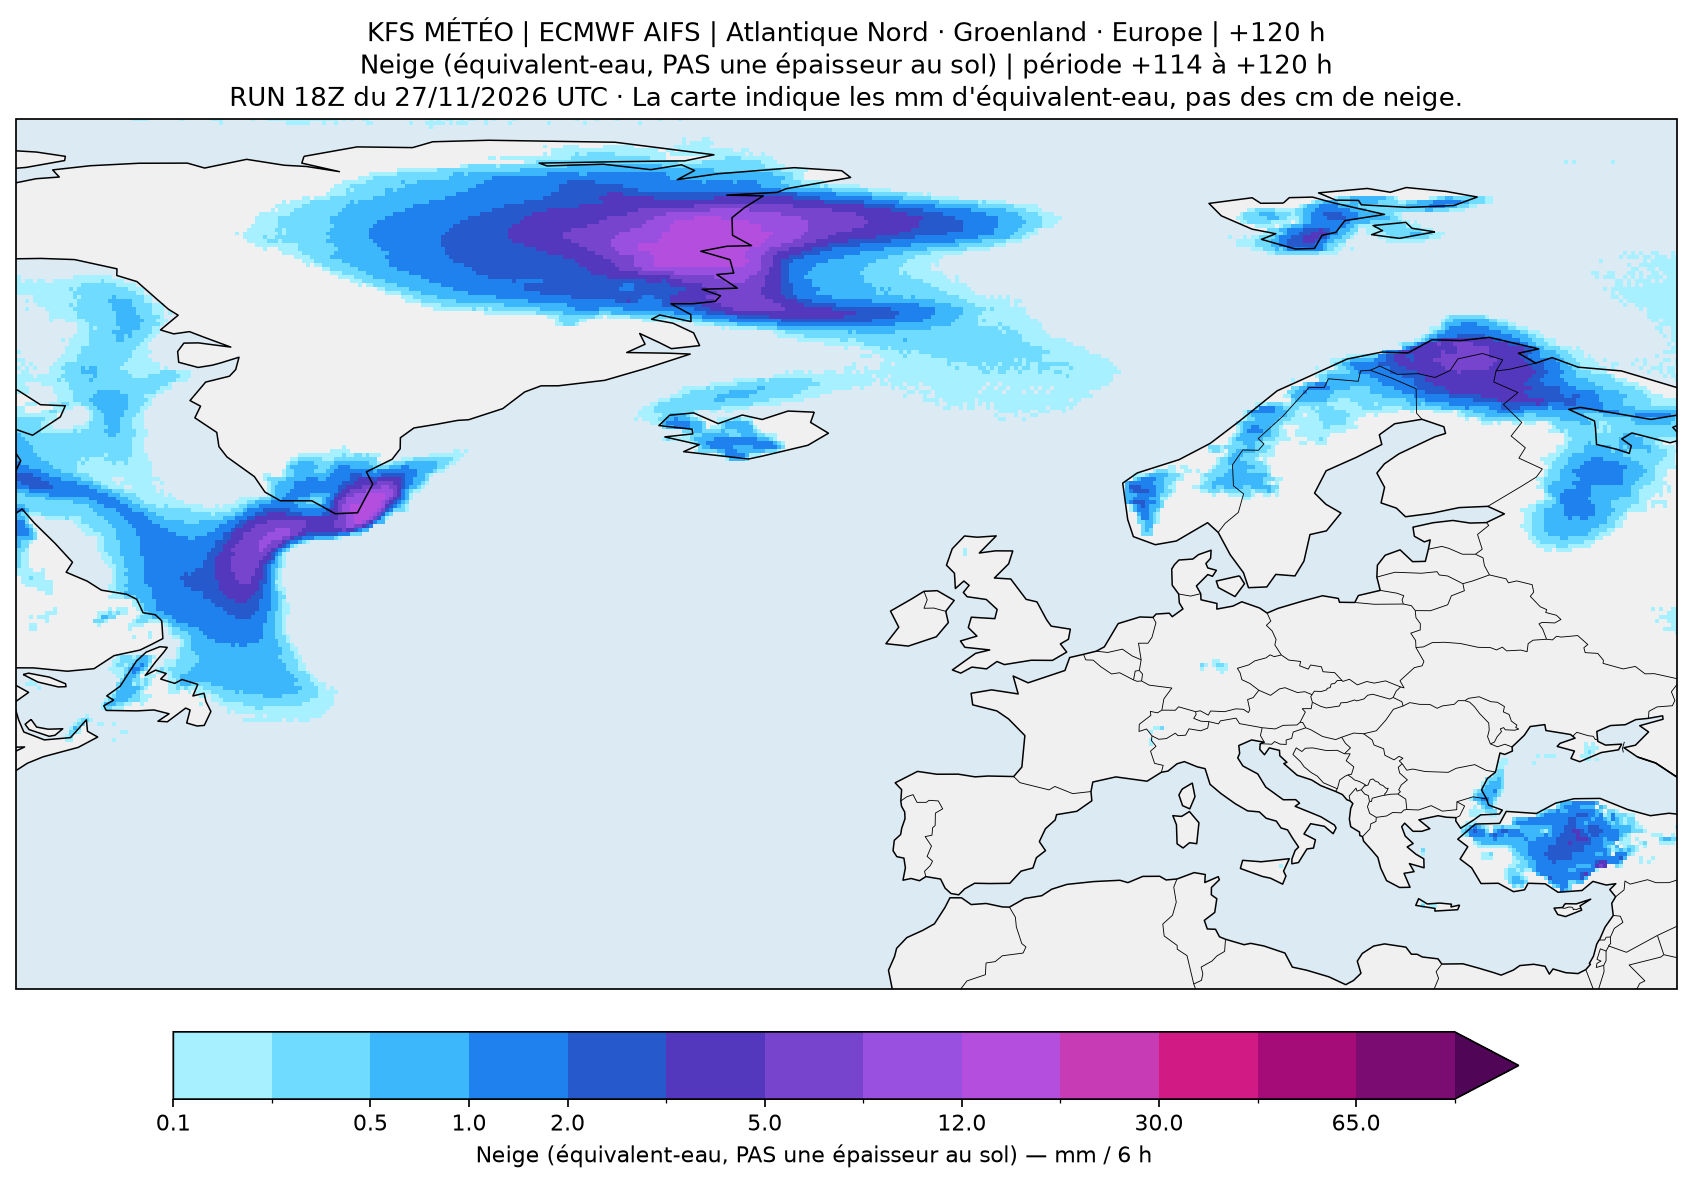 KFS MÉTÉO | ECMWF AIFS | Atlantique Nord · Groenland · Europe | +120 h
Neige (équivalent-eau, PAS une épaisseur au sol) | période +114 à +120 h
RUN 18Z du 27/11/2026 UTC · La carte indique les mm d'équivalent-eau, pas des cm de neige.
0.1 0.5 1.0 2.0 5.0 12.0 30.0 65.0
Neige (équivalent-eau, PAS une épaisseur au sol) — mm / 6 h